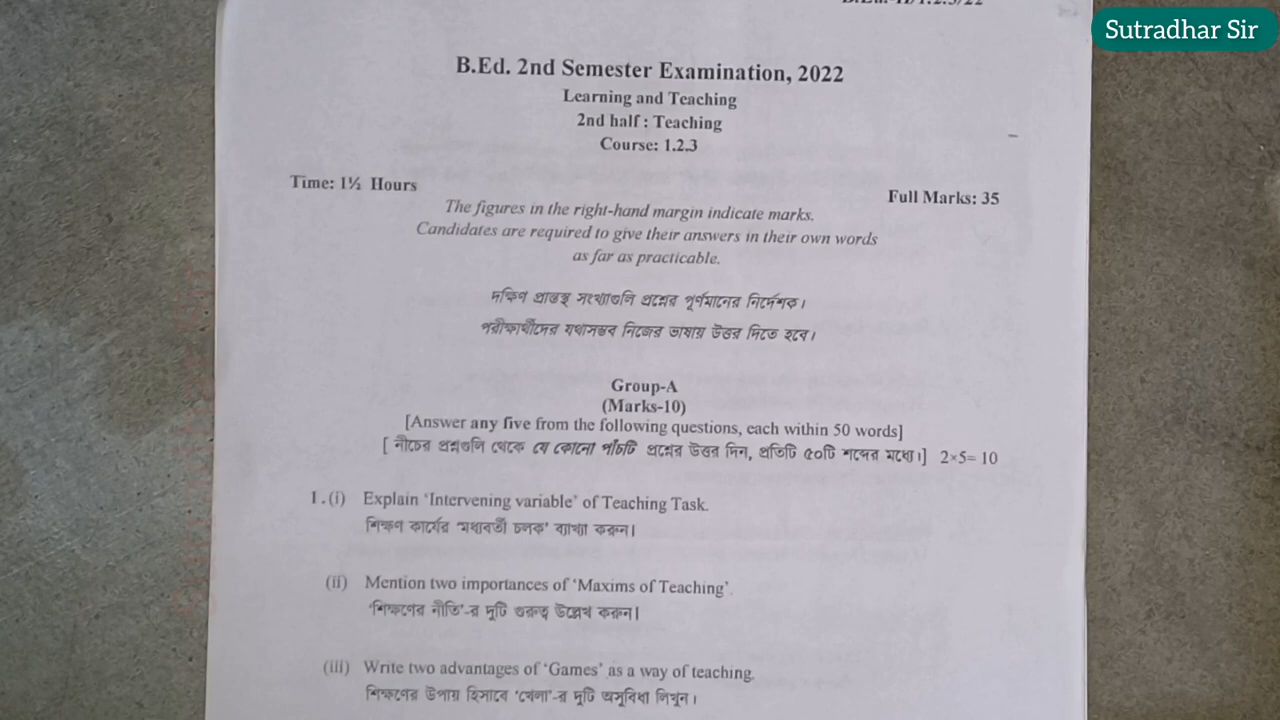 Sutradhar Sir
B.Ed. 2nd Semester Examination, 2022
Learning and Teaching
2nd half : Teaching
Course: 1.2.3
Time: 1½ Hours
Full Marks: 35
The figures in the right-hand margin indicate marks.
Candidates are required to give their answers in their own words
as far as practicable.
দক্ষিণ প্রান্তস্থ সংখ্যাগুলি প্রশ্নের পূর্ণমানের নির্দেশক।
পরীক্ষার্থীদের যথাসম্ভব নিজের ভাষায় উত্তর দিতে হবে।
Group-A
(Marks-10)
[Answer any five from the following questions, each within 50 words]
[ নীচের প্রশ্নগুলি থেকে যে কোনো পাঁচটি প্রশ্নের উত্তর দিন, প্রতিটি ৫০টি শব্দের মধ্যে।] 2×5= 10
1.(i) Explain ‘Intervening variable’ of Teaching Task.
শিক্ষণ কার্যের ‘মধ্যবর্তী চলক’ ব্যাখ্যা করুন।
(ii) Mention two importances of ‘Maxims of Teaching’.
‘শিক্ষণের নীতি’-র দুটি গুরুত্ব উল্লেখ করুন।
(iii) Write two advantages of ‘Games’ as a way of teaching.
শিক্ষণের উপায় হিসাবে ‘খেলা’-র দুটি অসুবিধা লিখুন।